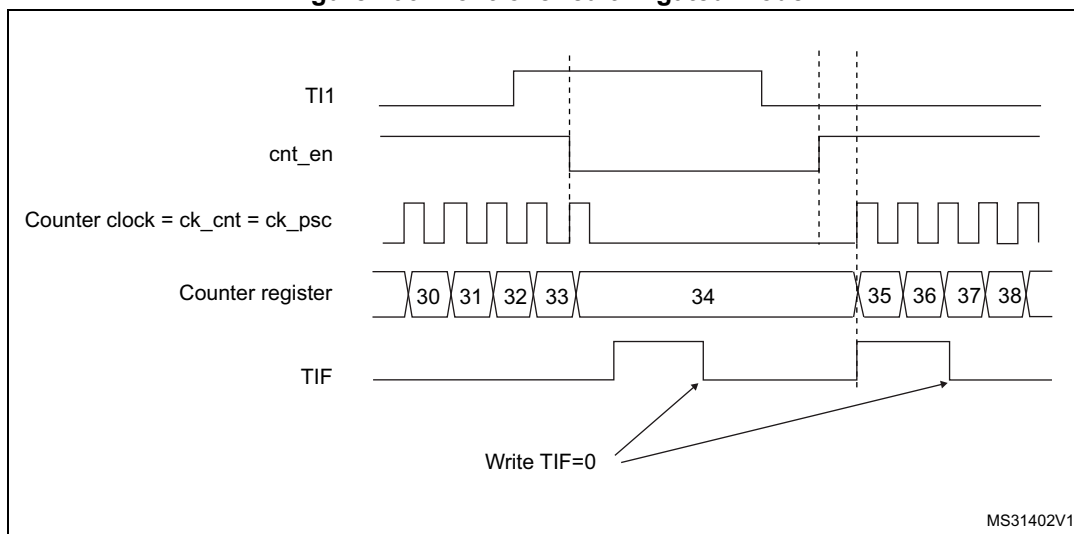 TI1
cnt_en
Counter clock = ck_cnt = ck_psc
Counter register
30 31 32 33 34 35 36 37 38
TIF
Write TIF=0
MS31402V1